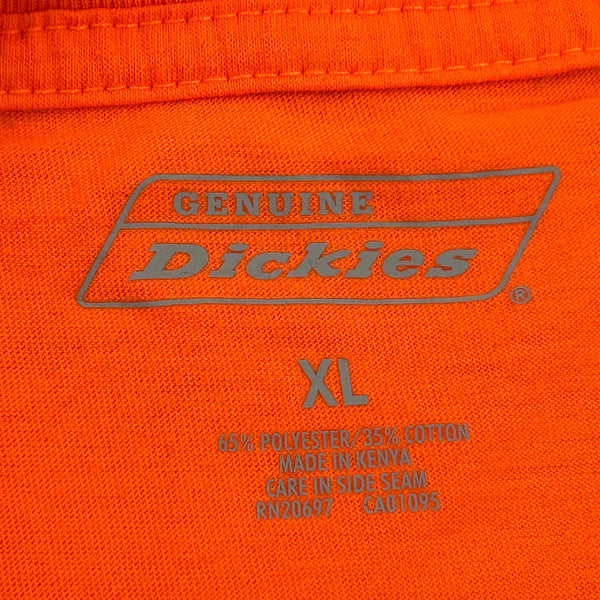 GENUINE
Dickies®
XL
65% POLYESTER/35% COTTON
MADE IN KENYA
CARE IN SIDE SEAM
RN20697 CA01095